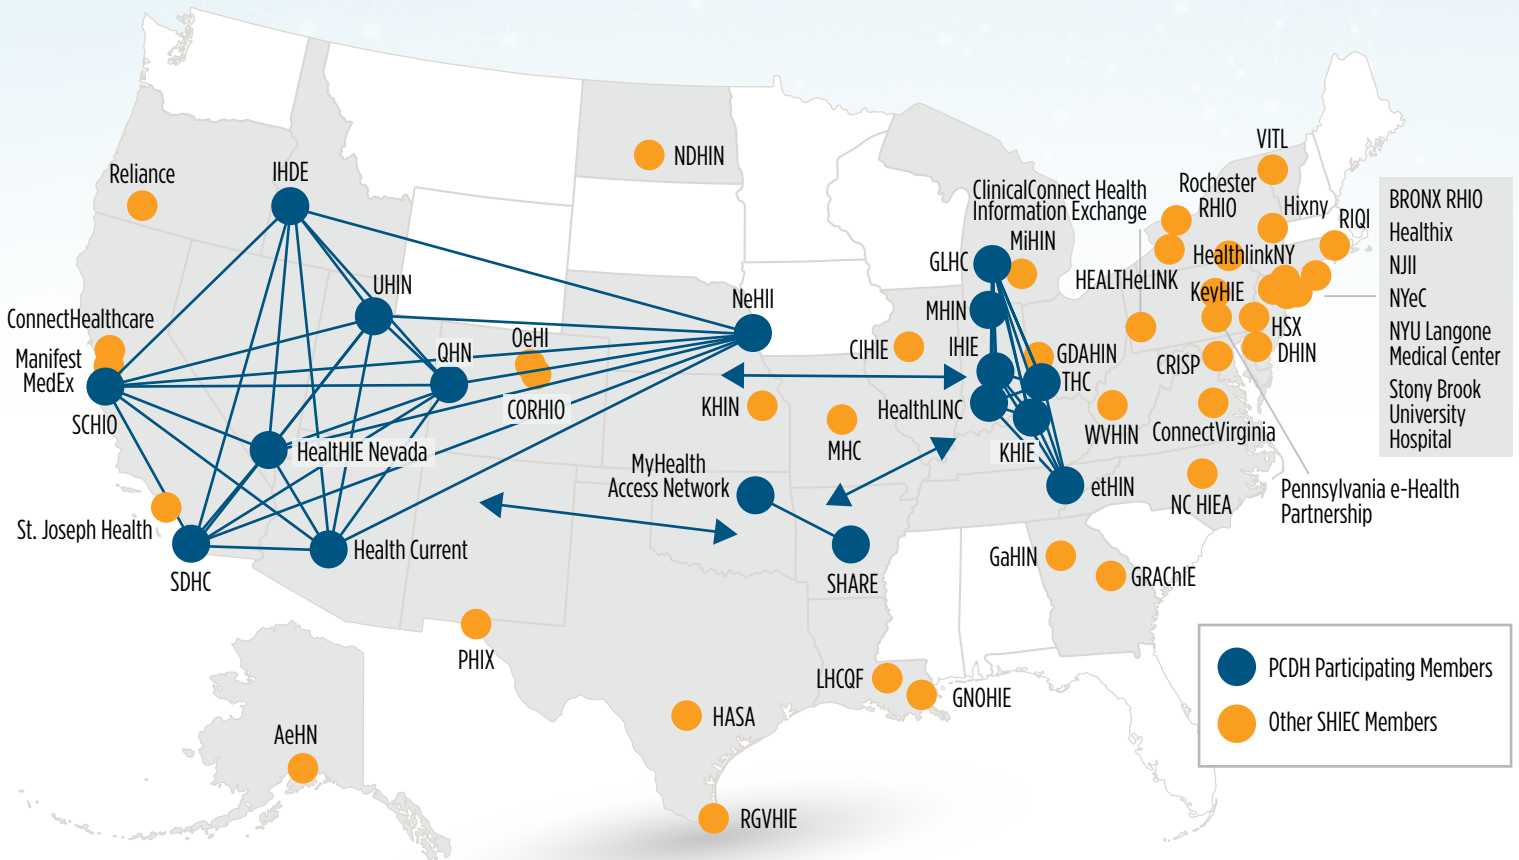 VITL
NDHIN
Reliance
IHDE
ClinicalConnect Health
Information Exchange
Rochester
RHIO
Hixny
RIQI
BRONX RHIO
Healthix
NJII
NYeC
NYU Langone
Medical Center
Stony Brook
University
Hospital
MiHIN
GLHC
HealthlinkNY
HEALTHeLINK
KeyHIE
UHIN
NeHII
MHIN
HSX
DHIN
ConnectHealthcare
Manifest
MedEx
OeHI
QHN
CIHIE
IHIE
GDAHIN
CRISP
THC
SCHIO
CORHIO
KHIN
HealthLINC
MHC
WVHIN
ConnectVirginia
HealtHIE Nevada
KHIE
MyHealth
Access Network
etHIN
NC HIEA
Pennsylvania e-Health
Partnership
St. Joseph Health
Health Current
SDHC
SHARE
GaHIN
GRAChIE
PHIX
LHCQF
GNOHIE
HASA
AeHN
RGVHIE
PCDH Participating Members
Other SHIEC Members